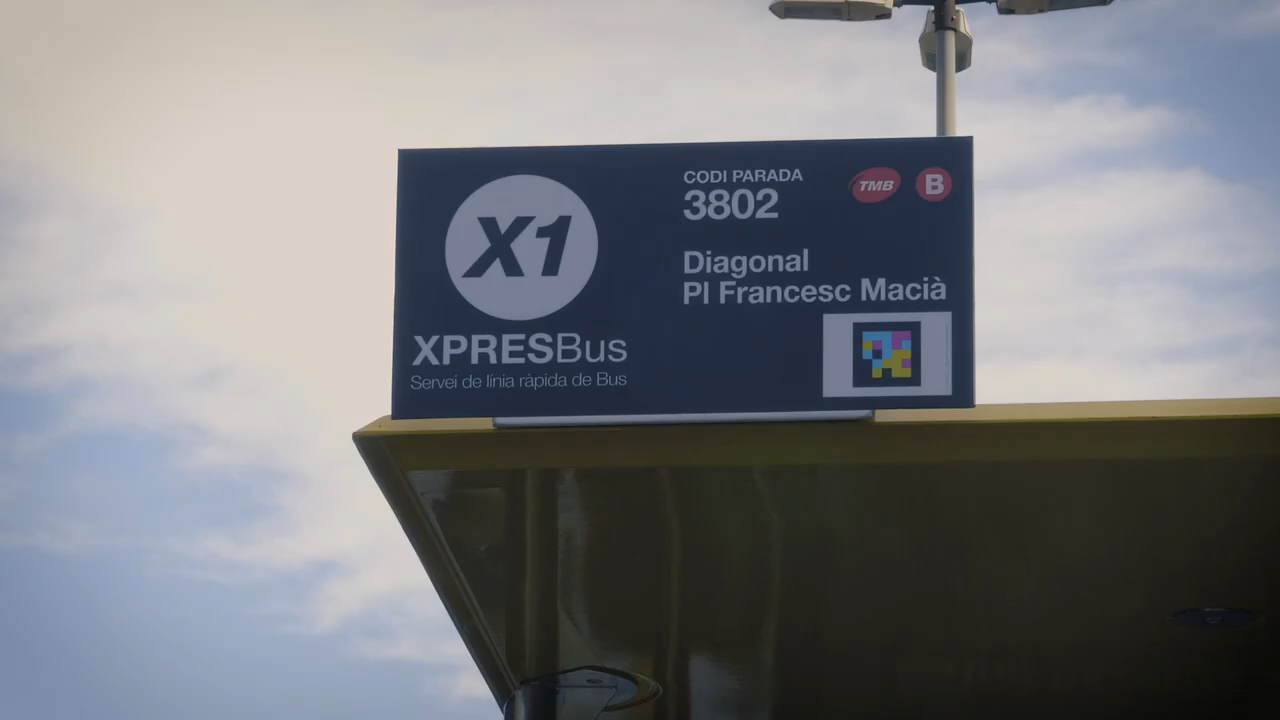 X1
XPRESBus
Servei de línia ràpida de Bus
CODI PARADA
3802
TMB
B
Diagonal
Pl Francesc Macià